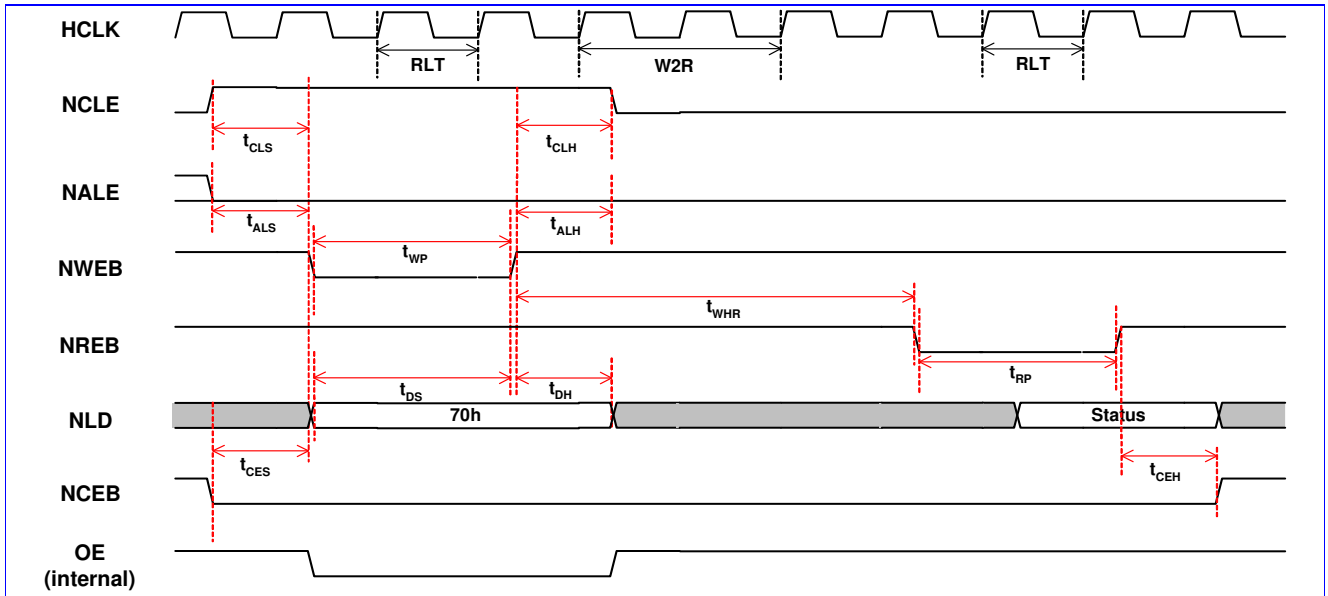 HCLK
RLT
W2R
RLT
NCLE
tCLS
tCLH
NALE
tALS
tALH
NWEB
tWP
tWHR
NREB
tRP
tDS
tDH
NLD
70h
Status
tCES
tCEH
NCEB
OE
(internal)